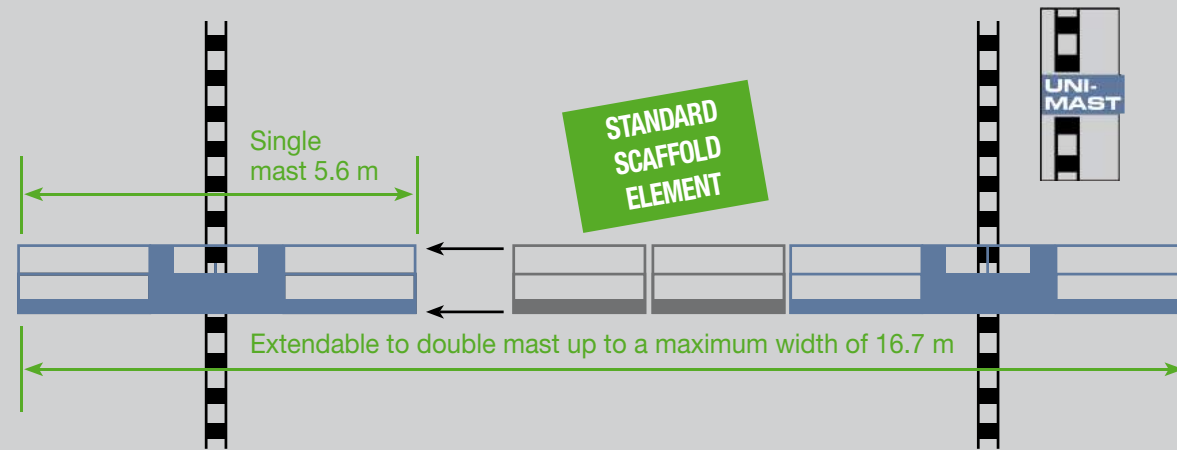 UNI-
MAST
STANDARD
SCAFFOLD
ELEMENT
Single
mast 5.6 m
Extendable to double mast up to a maximum width of 16.7 m